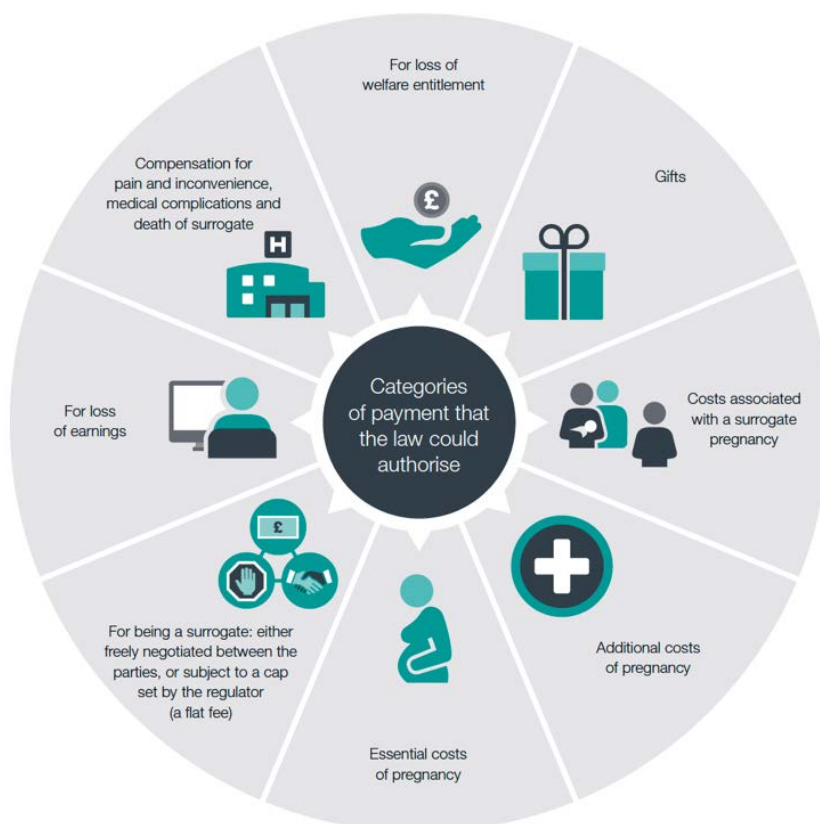 For loss of
welfare entitlement
£
Gifts
Costs associated
with a surrogate
pregnancy
Additional costs
of pregnancy
Essential costs
of pregnancy
£
For being a surrogate: either
freely negotiated between the
parties, or subject to a cap
set by the regulator
(a flat fee)
For loss
of earnings
Compensation for
pain and inconvenience,
medical complications and
death of surrogate
H
Categories
of payment that
the law could
authorise